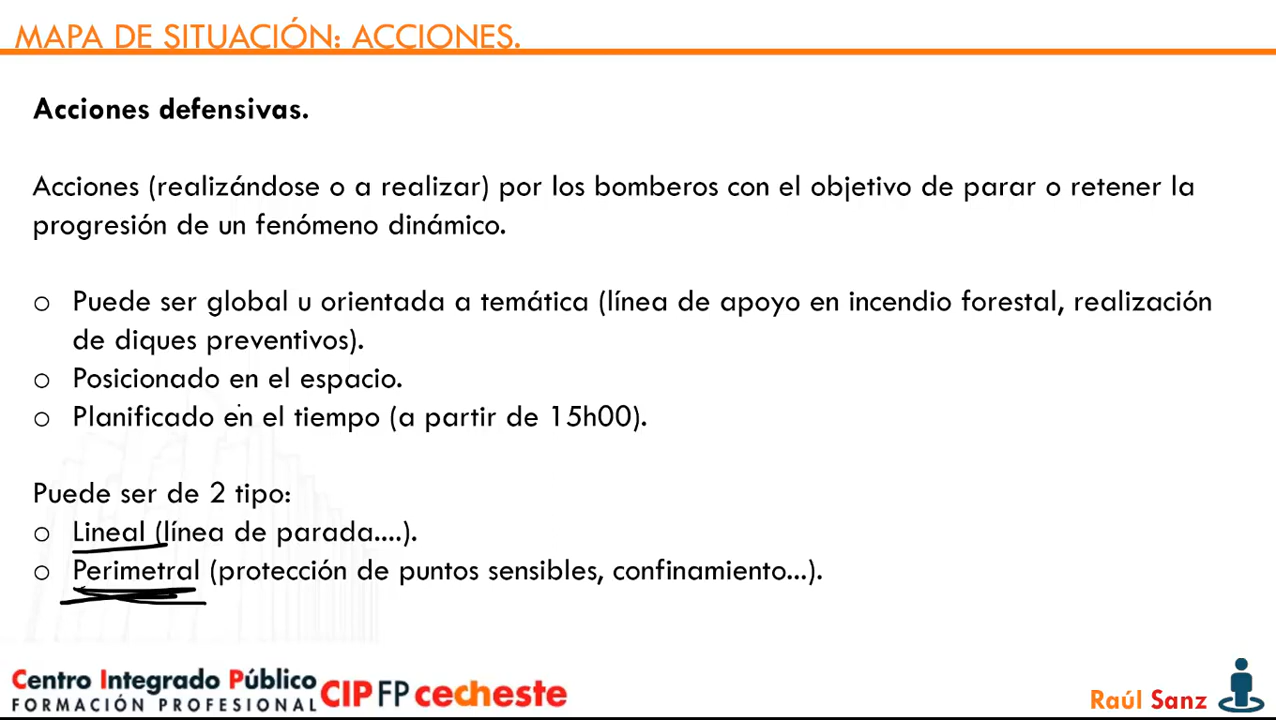 MAPA DE SITUACIÓN: ACCIONES.
Acciones defensivas.
Acciones (realizándose o a realizar) por los bomberos con el objetivo de parar o retener la
progresión de un fenómeno dinámico.
o Puede ser global u orientada a temática (línea de apoyo en incendio forestal, realización
de diques preventivos).
o Posicionado en el espacio.
o Planificado en el tiempo (a partir de 15h00).
Puede ser de 2 tipo:
o Lineal (línea de parada....).
o Perimetral (protección de puntos sensibles, confinamiento...).
Centro Integrado Público
FORMACIÓN PROFESIONAL
CIP FP cecheste
Raúl Sanz